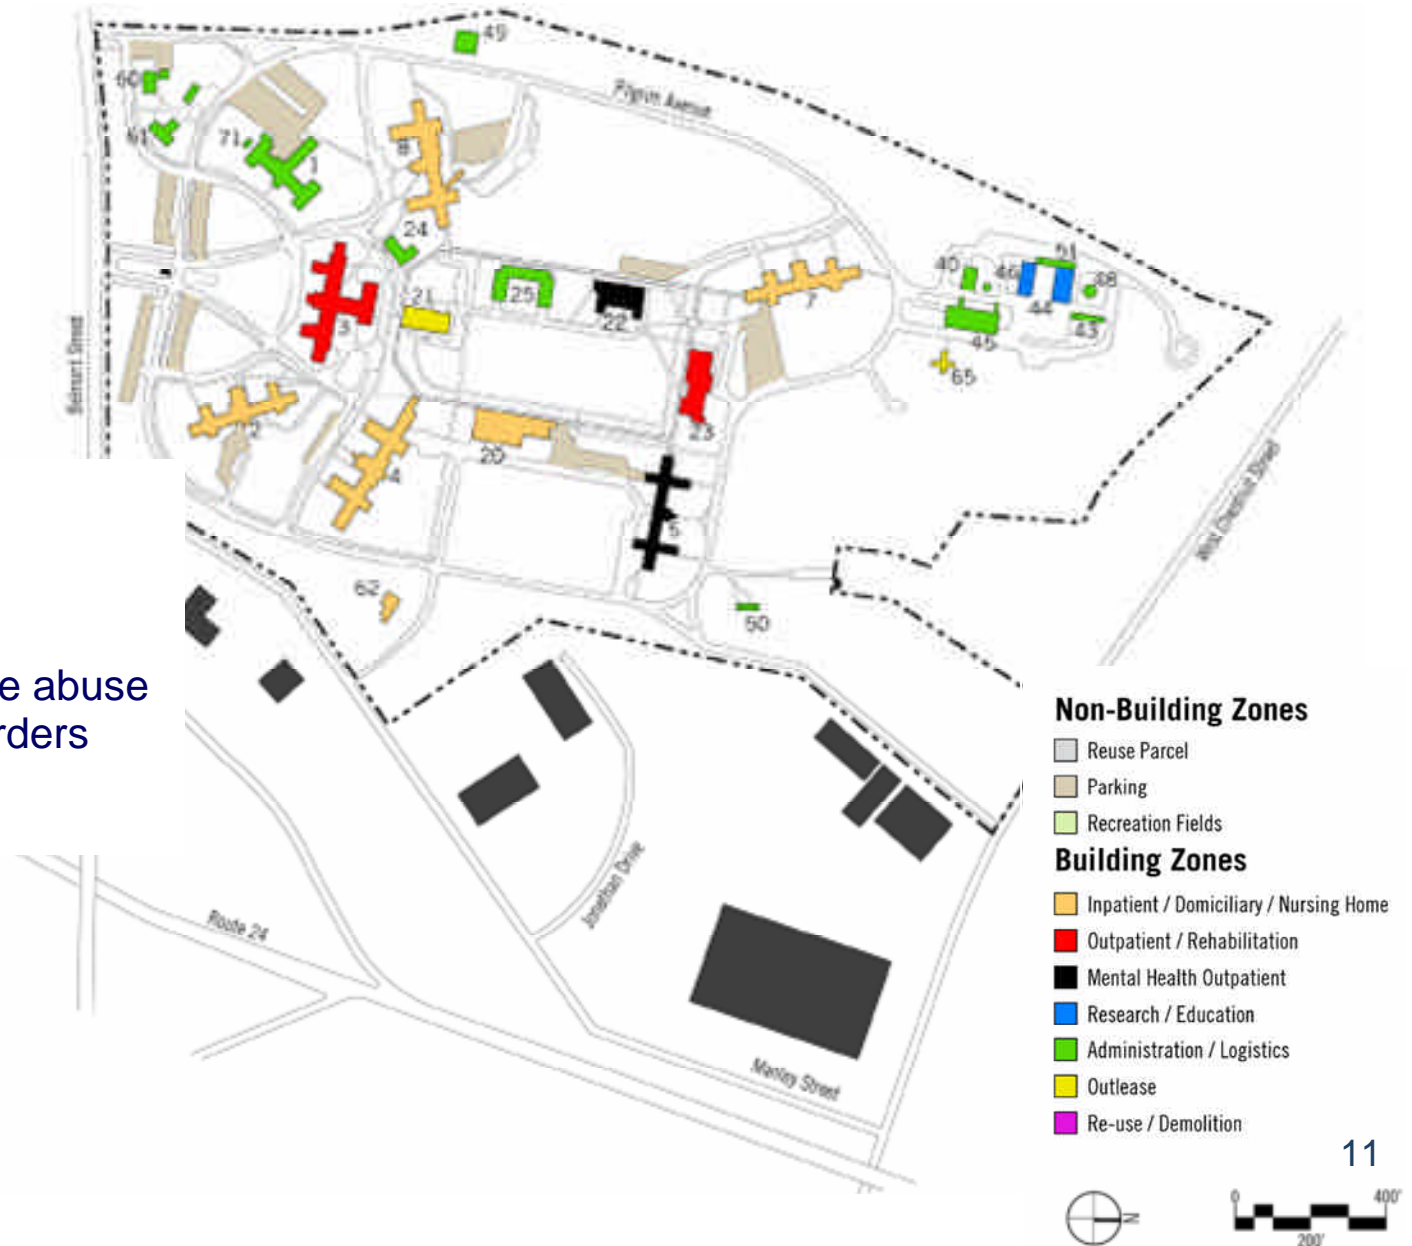 49
Pilgrim Avenue
60
61
71
1
8
24
3
21
25
22
7
40
46
51
48
44
43
45
65
Belmont Street
2
4
20
23
5
West Chestnut Street
62
50
e abuse
rders
Jonathan Drive
Route 24
Manley Street
Non-Building Zones
Reuse Parcel
Parking
Recreation Fields
Building Zones
Inpatient / Domiciliary / Nursing Home
Outpatient / Rehabilitation
Mental Health Outpatient
Research / Education
Administration / Logistics
Outlease
Re-use / Demolition
11
N
0 400'
200'